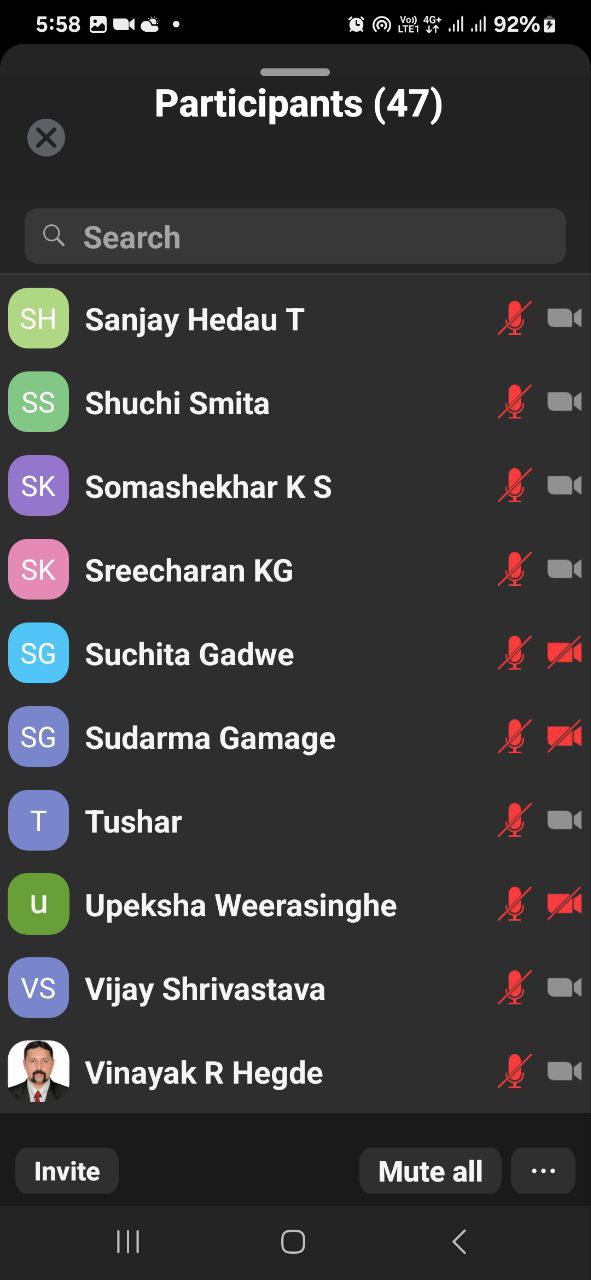 5:58 Vo)) LTE1 4G+ 92%
Participants (47)
Search
SH Sanjay Hedau T
SS Shuchi Smita
SK Somashekhar K S
SK Sreecharan KG
SG Suchita Gadwe
SG Sudarma Gamage
T Tushar
u Upeksha Weerasinghe
VS Vijay Shrivastava
Vinayak R Hegde
Invite Mute all ...